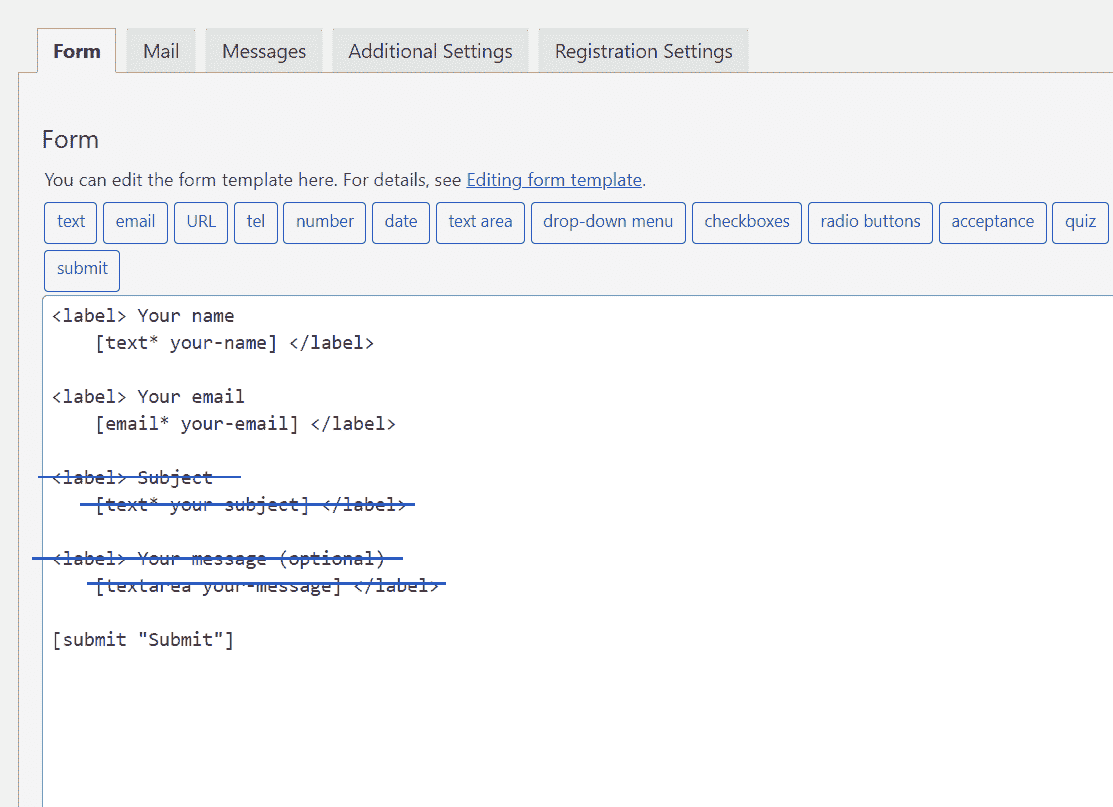 Form Mail Messages Additional Settings Registration Settings
Form
You can edit the form template here. For details, see Editing form template.
text email URL tel number date text area drop-down menu checkboxes radio buttons acceptance quiz
submit
<label> Your name
    [text* your-name] </label>
<label> Your email
    [email* your-email] </label>
<label> Subject
    [text* your-subject] </label>
<label> Your message (optional)
    [textarea your-message] </label>
[submit "Submit"]